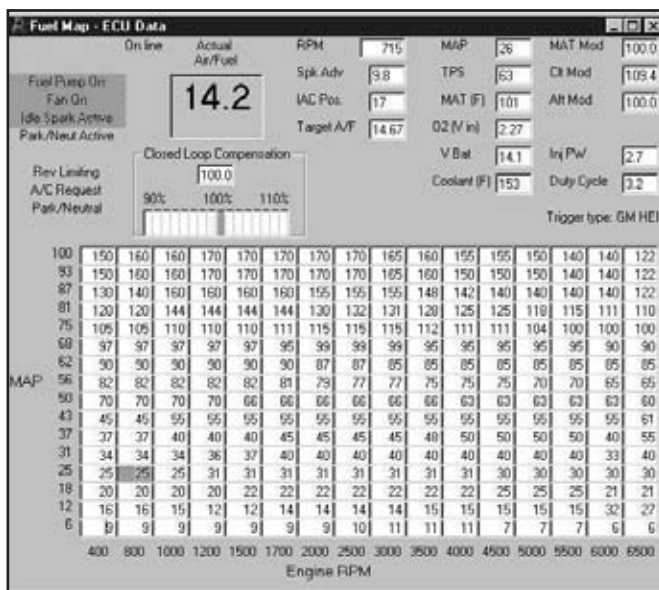 Fuel Map - ECU Data
On line Actual Air/Fuel 14.2
Fuel Pump On
Fan On
Idle Spark Active
Park/Neut Active
Rev Limiting
A/C Request
Park/Neutral
Closed Loop Compensation
100.0
90% 100% 110%
RPM 715
Spk Adv 9.8
IAC Pos. 17
Target A/F 14.67
MAP 26
TPS 63
MAT (F) 101
O2 (V in) 2.27
V Bat 14.1
Coolant (F) 153
MAT Mod 100.0
Clt Mod 109.4
Aft Mod 100.0
Inj PW 2.7
Duty Cycle 3.2
Trigger type: GM HEI
100 150 160 160 170 170 170 170 170 165 160 155 155 150 140 140 122
93 150 160 160 170 170 170 170 165 160 150 150 150 150 140 140 122
87 130 140 160 160 160 160 155 155 155 148 142 140 140 140 140 122
81 120 120 144 144 144 144 130 132 131 128 125 125 118 115 111 110
75 105 105 110 110 110 111 115 115 115 112 111 111 104 100 100 100
68 97 97 97 97 97 95 99 99 95 95 95 95 95 95 90 90
62 90 90 90 90 90 90 87 87 85 85 85 85 85 85 85 85
MAP 56 82 82 82 82 82 81 79 77 77 75 75 75 70 70 65 65
50 70 70 70 70 66 66 66 66 66 66 63 63 63 63 63 60
43 45 45 55 55 55 55 55 55 55 55 55 55 55 55 55 61
37 37 37 40 40 40 45 45 45 45 48 50 50 50 50 40 55
31 34 34 34 36 37 40 40 40 40 40 40 40 40 40 33 40
25 25 25 25 31 31 31 31 31 31 31 31 30 30 30 30 30
18 20 20 20 20 22 22 22 22 22 22 22 25 25 25 21 21
12 16 16 15 12 12 14 14 14 14 15 15 15 15 15 32 27
6 9 9 9 9 9 9 9 10 11 11 11 7 7 7 6 6
400 800 1000 1200 1500 1700 2000 2500 3000 3500 4000 4500 5000 5500 6000 6500
Engine RPM